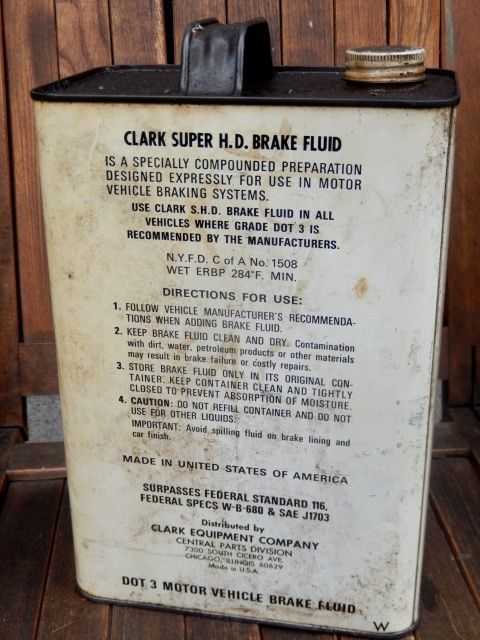 CLARK SUPER H.D. BRAKE FLUID
IS A SPECIALLY COMPOUNDED PREPARATION
DESIGNED EXPRESSLY FOR USE IN MOTOR
VEHICLE BRAKING SYSTEMS.
USE CLARK S.H.D. BRAKE FLUID IN ALL
VEHICLES WHERE GRADE DOT 3 IS
RECOMMENDED BY THE MANUFACTURERS.
N.Y.F.D. C of A No. 1508
WET ERBP 284°F. MIN.
DIRECTIONS FOR USE:
1. FOLLOW VEHICLE MANUFACTURER'S RECOMMENDA-
TIONS WHEN ADDING BRAKE FLUID.
2. KEEP BRAKE FLUID CLEAN AND DRY. Contamination
with dirt, water, petroleum products or other materials
may result in brake failure or costly repairs.
3. STORE BRAKE FLUID ONLY IN ITS ORIGINAL CON-
TAINER. KEEP CONTAINER CLEAN AND TIGHTLY
CLOSED TO PREVENT ABSORPTION OF MOISTURE.
4. CAUTION: DO NOT REFILL CONTAINER AND DO NOT
USE FOR OTHER LIQUIDS.
IMPORTANT: Avoid spilling fluid on brake lining and
car finish.
MADE IN UNITED STATES OF AMERICA
SURPASSES FEDERAL STANDARD 116,
FEDERAL SPECS W-B-680 & SAE J1703
Distributed by
CLARK EQUIPMENT COMPANY
CENTRAL PARTS DIVISION
7300 SOUTH CICERO AVE.
CHICAGO, ILLINOIS 60629
Made in U.S.A.
DOT 3 MOTOR VEHICLE BRAKE FLUID
W